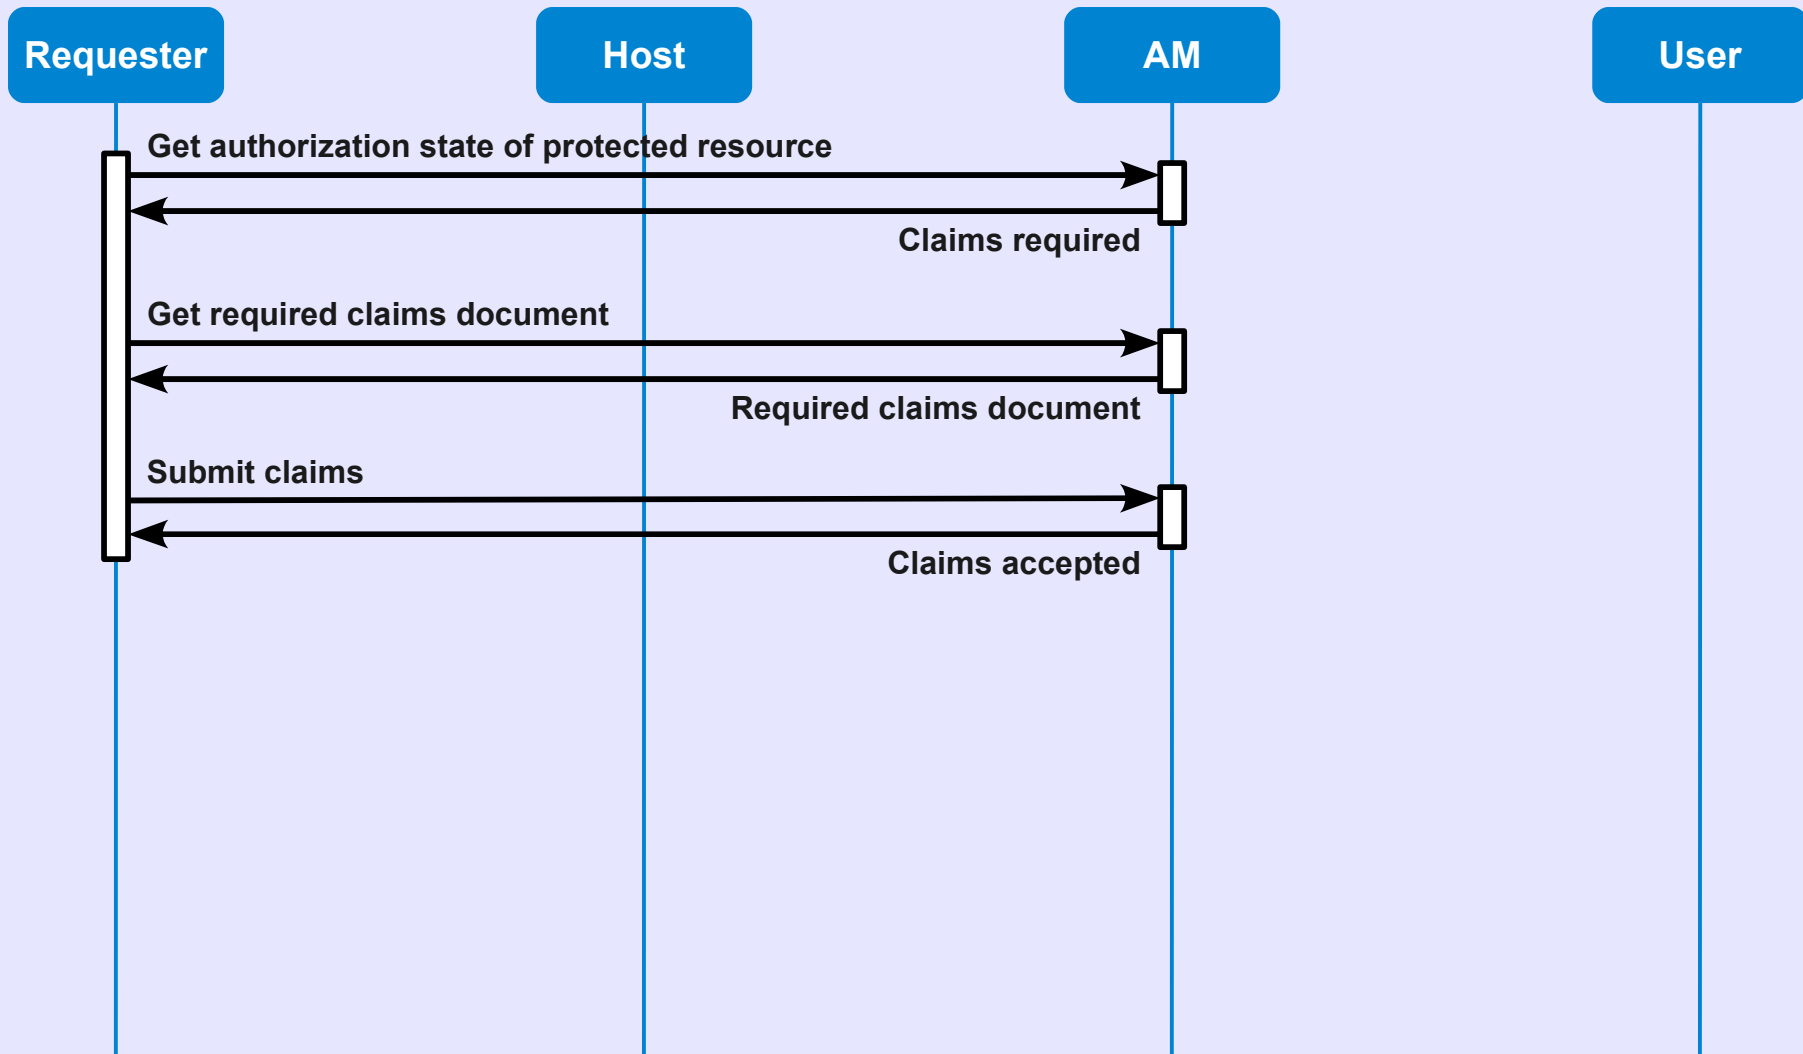 Requester
Host
AM
User
Get authorization state of protected resource
Claims required
Get required claims document
Required claims document
Submit claims
Claims accepted